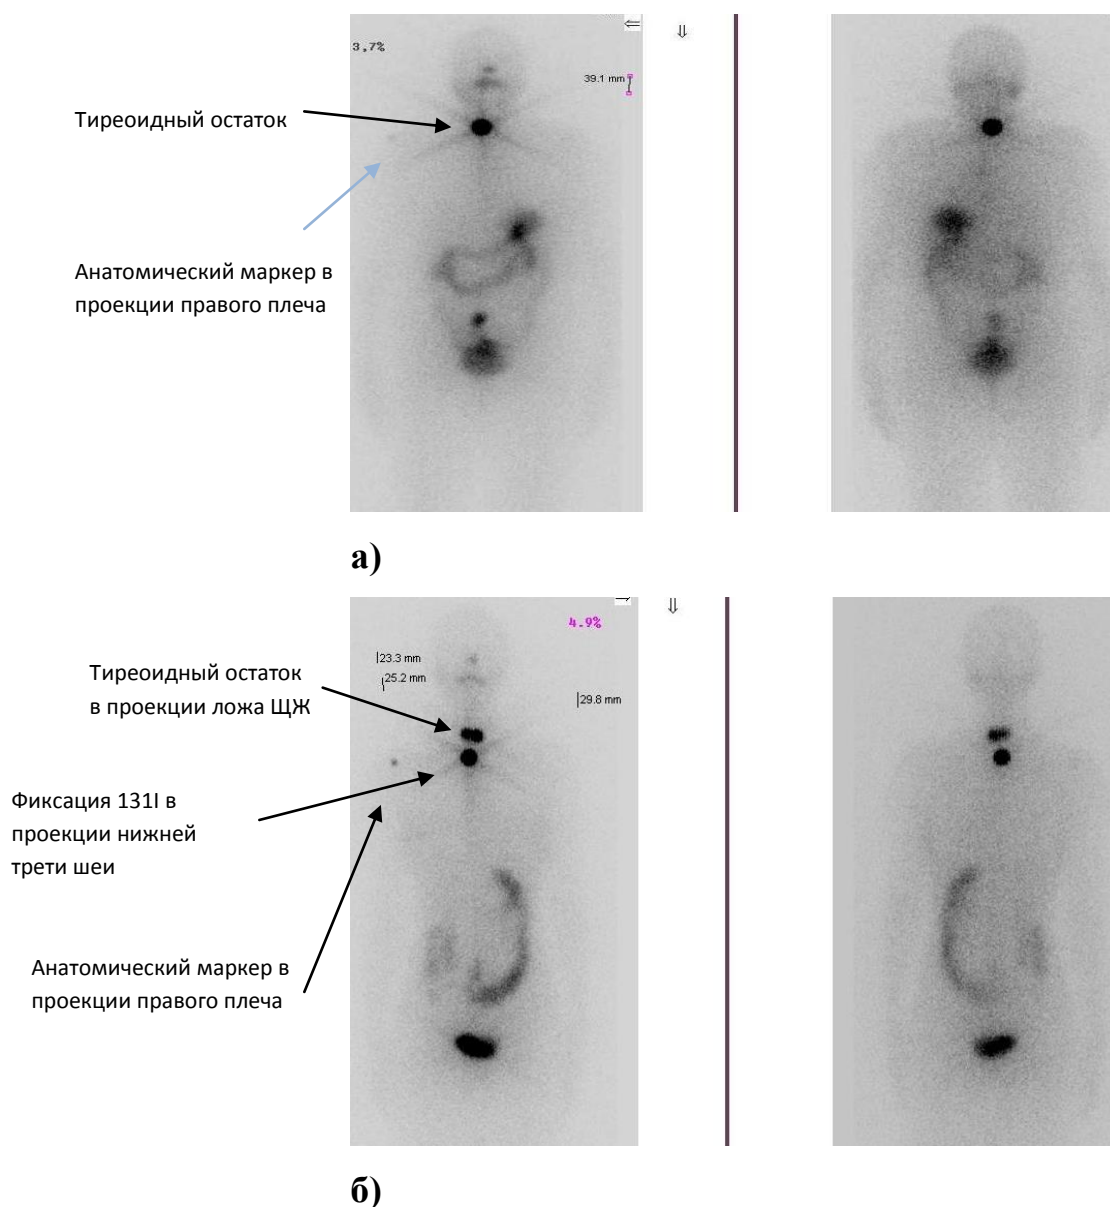 3,7%
39.1 mm
Тиреоидный остаток
Анатомический маркер в
проекции правого плеча
а)
4.9%
23.3 mm
25.2 mm
29.8 mm
Тиреоидный остаток
в проекции ложа ЩЖ
Фиксация 131I в
проекции нижней
трети шеи
Анатомический маркер в
проекции правого плеча
б)